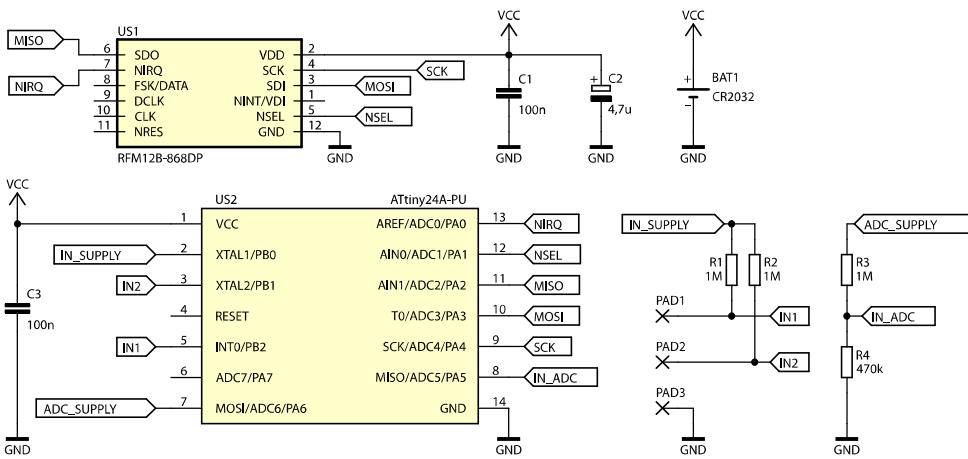 VCC
VCC
US1
MISO
6
SDO
VDD
2
NIRQ
7
NIRQ
SCK
4
SCK
8
FSK/DATA
SDI
3
MOSI
9
DCLK
NINT/VDI
1
10
CLK
NSEL
5
NSEL
11
NRES
GND
12
RFM12B-868DP
GND
C1
100n
GND
+
C2
4,7u
GND
+
BAT1
-
CR2032
GND
VCC
US2
ATtiny24A-PU
1
VCC
AREF/ADC0/PA0
13
NIRQ
IN_SUPPLY
2
XTAL1/PB0
AIN0/ADC1/PA1
12
NSEL
IN2
3
XTAL2/PB1
AIN1/ADC2/PA2
11
MISO
4
RESET
T0/ADC3/PA3
10
MOSI
IN1
5
INT0/PB2
SCK/ADC4/PA4
9
SCK
6
ADC7/PA7
MISO/ADC5/PA5
8
IN_ADC
ADC_SUPPLY
7
MOSI/ADC6/PA6
GND
14
C3
100n
GND
GND
IN_SUPPLY
ADC_SUPPLY
R1
1M
R2
1M
R3
1M
PAD1
IN1
IN_ADC
PAD2
IN2
R4
470k
PAD3
GND
GND